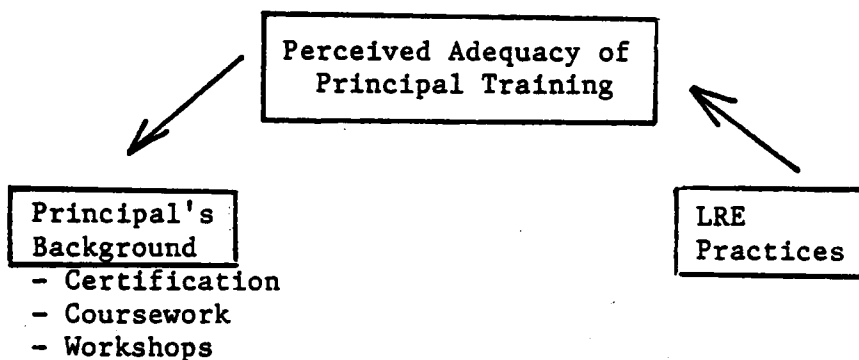 Perceived Adequacy of
Principal Training
Principal's
Background
- Certification
- Coursework
- Workshops
LRE
Practices